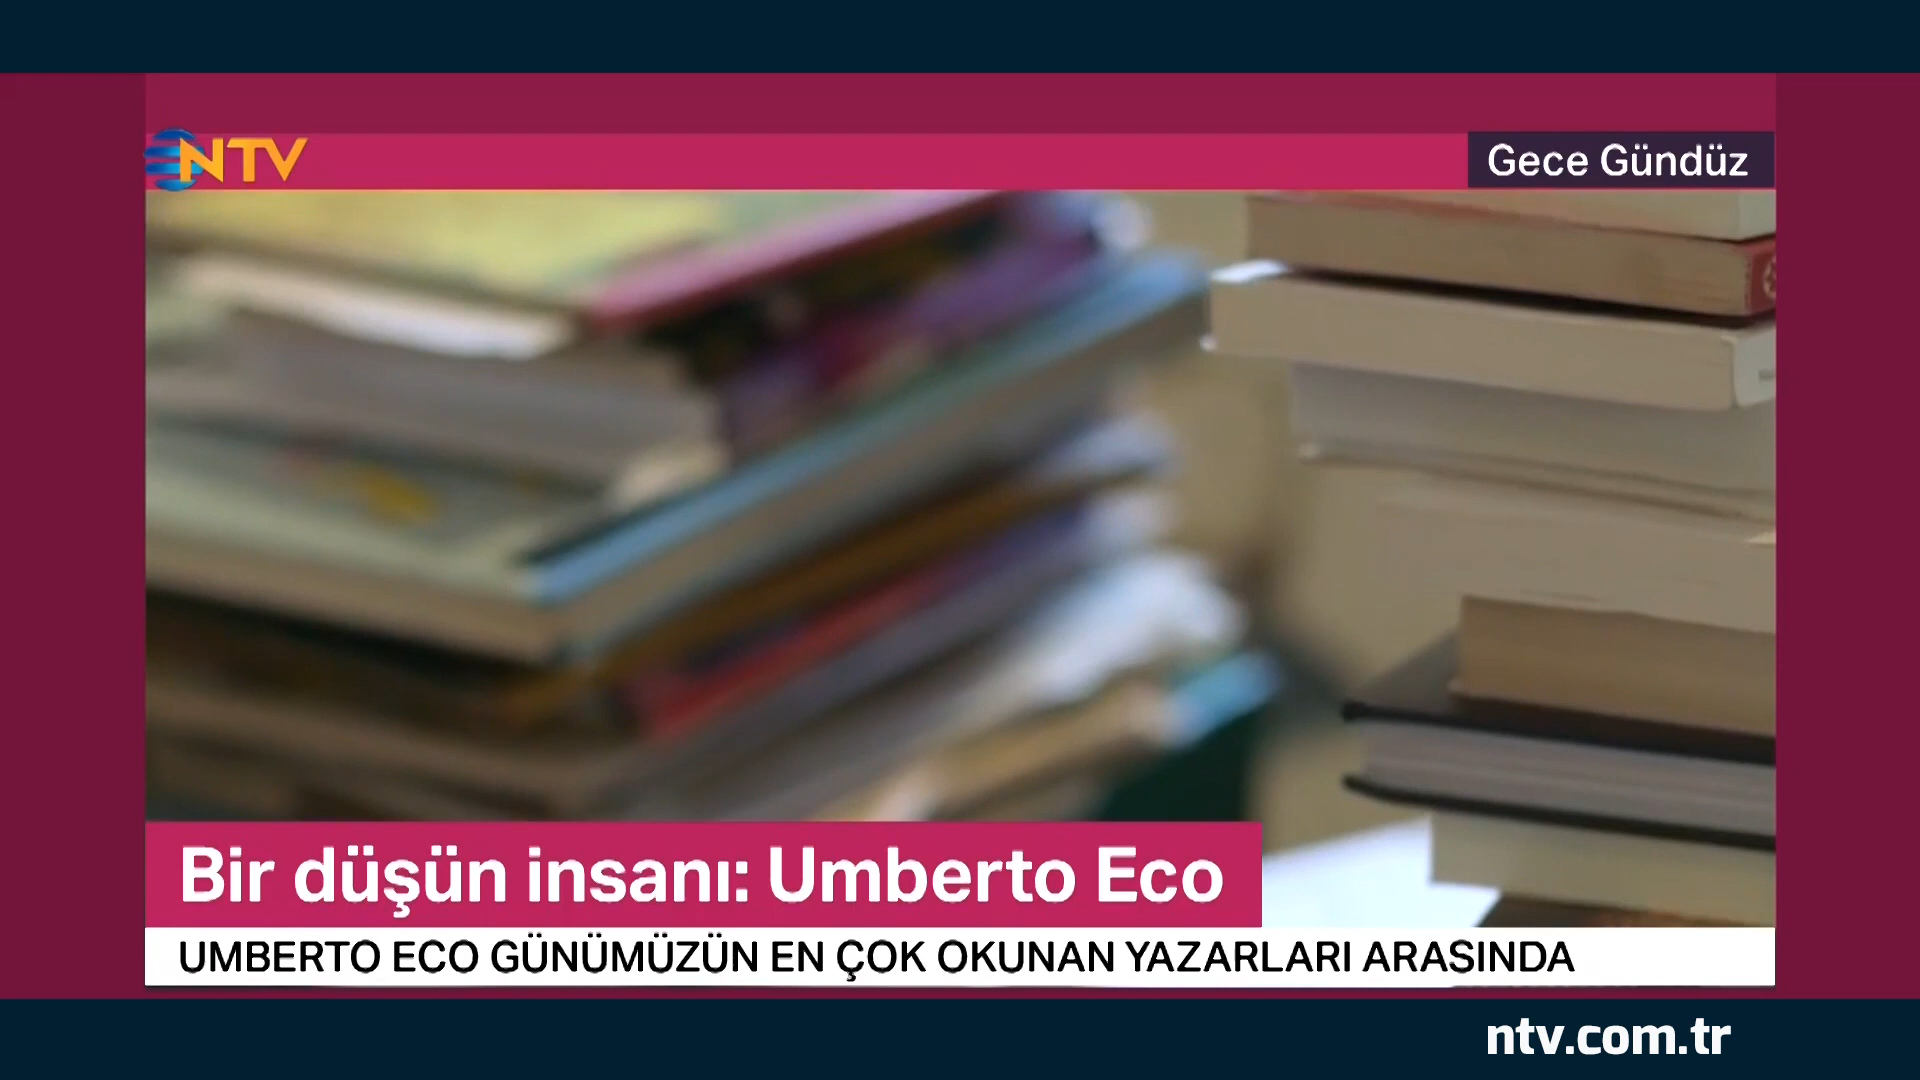 NTV
Gece Gündüz
Bir düşün insanı: Umberto Eco
UMBERTO ECO GÜNÜMÜZÜN EN ÇOK OKUNAN YAZARLARI ARASINDA
ntv.com.tr